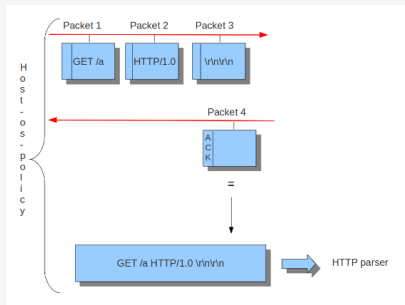 Packet 1
Packet 2
Packet 3
GET /a
HTTP/1.0
\r\n\r\n
Host-os-policy
Packet 4
ACK
=
GET /a HTTP/1.0 \r\n\r\n
HTTP parser